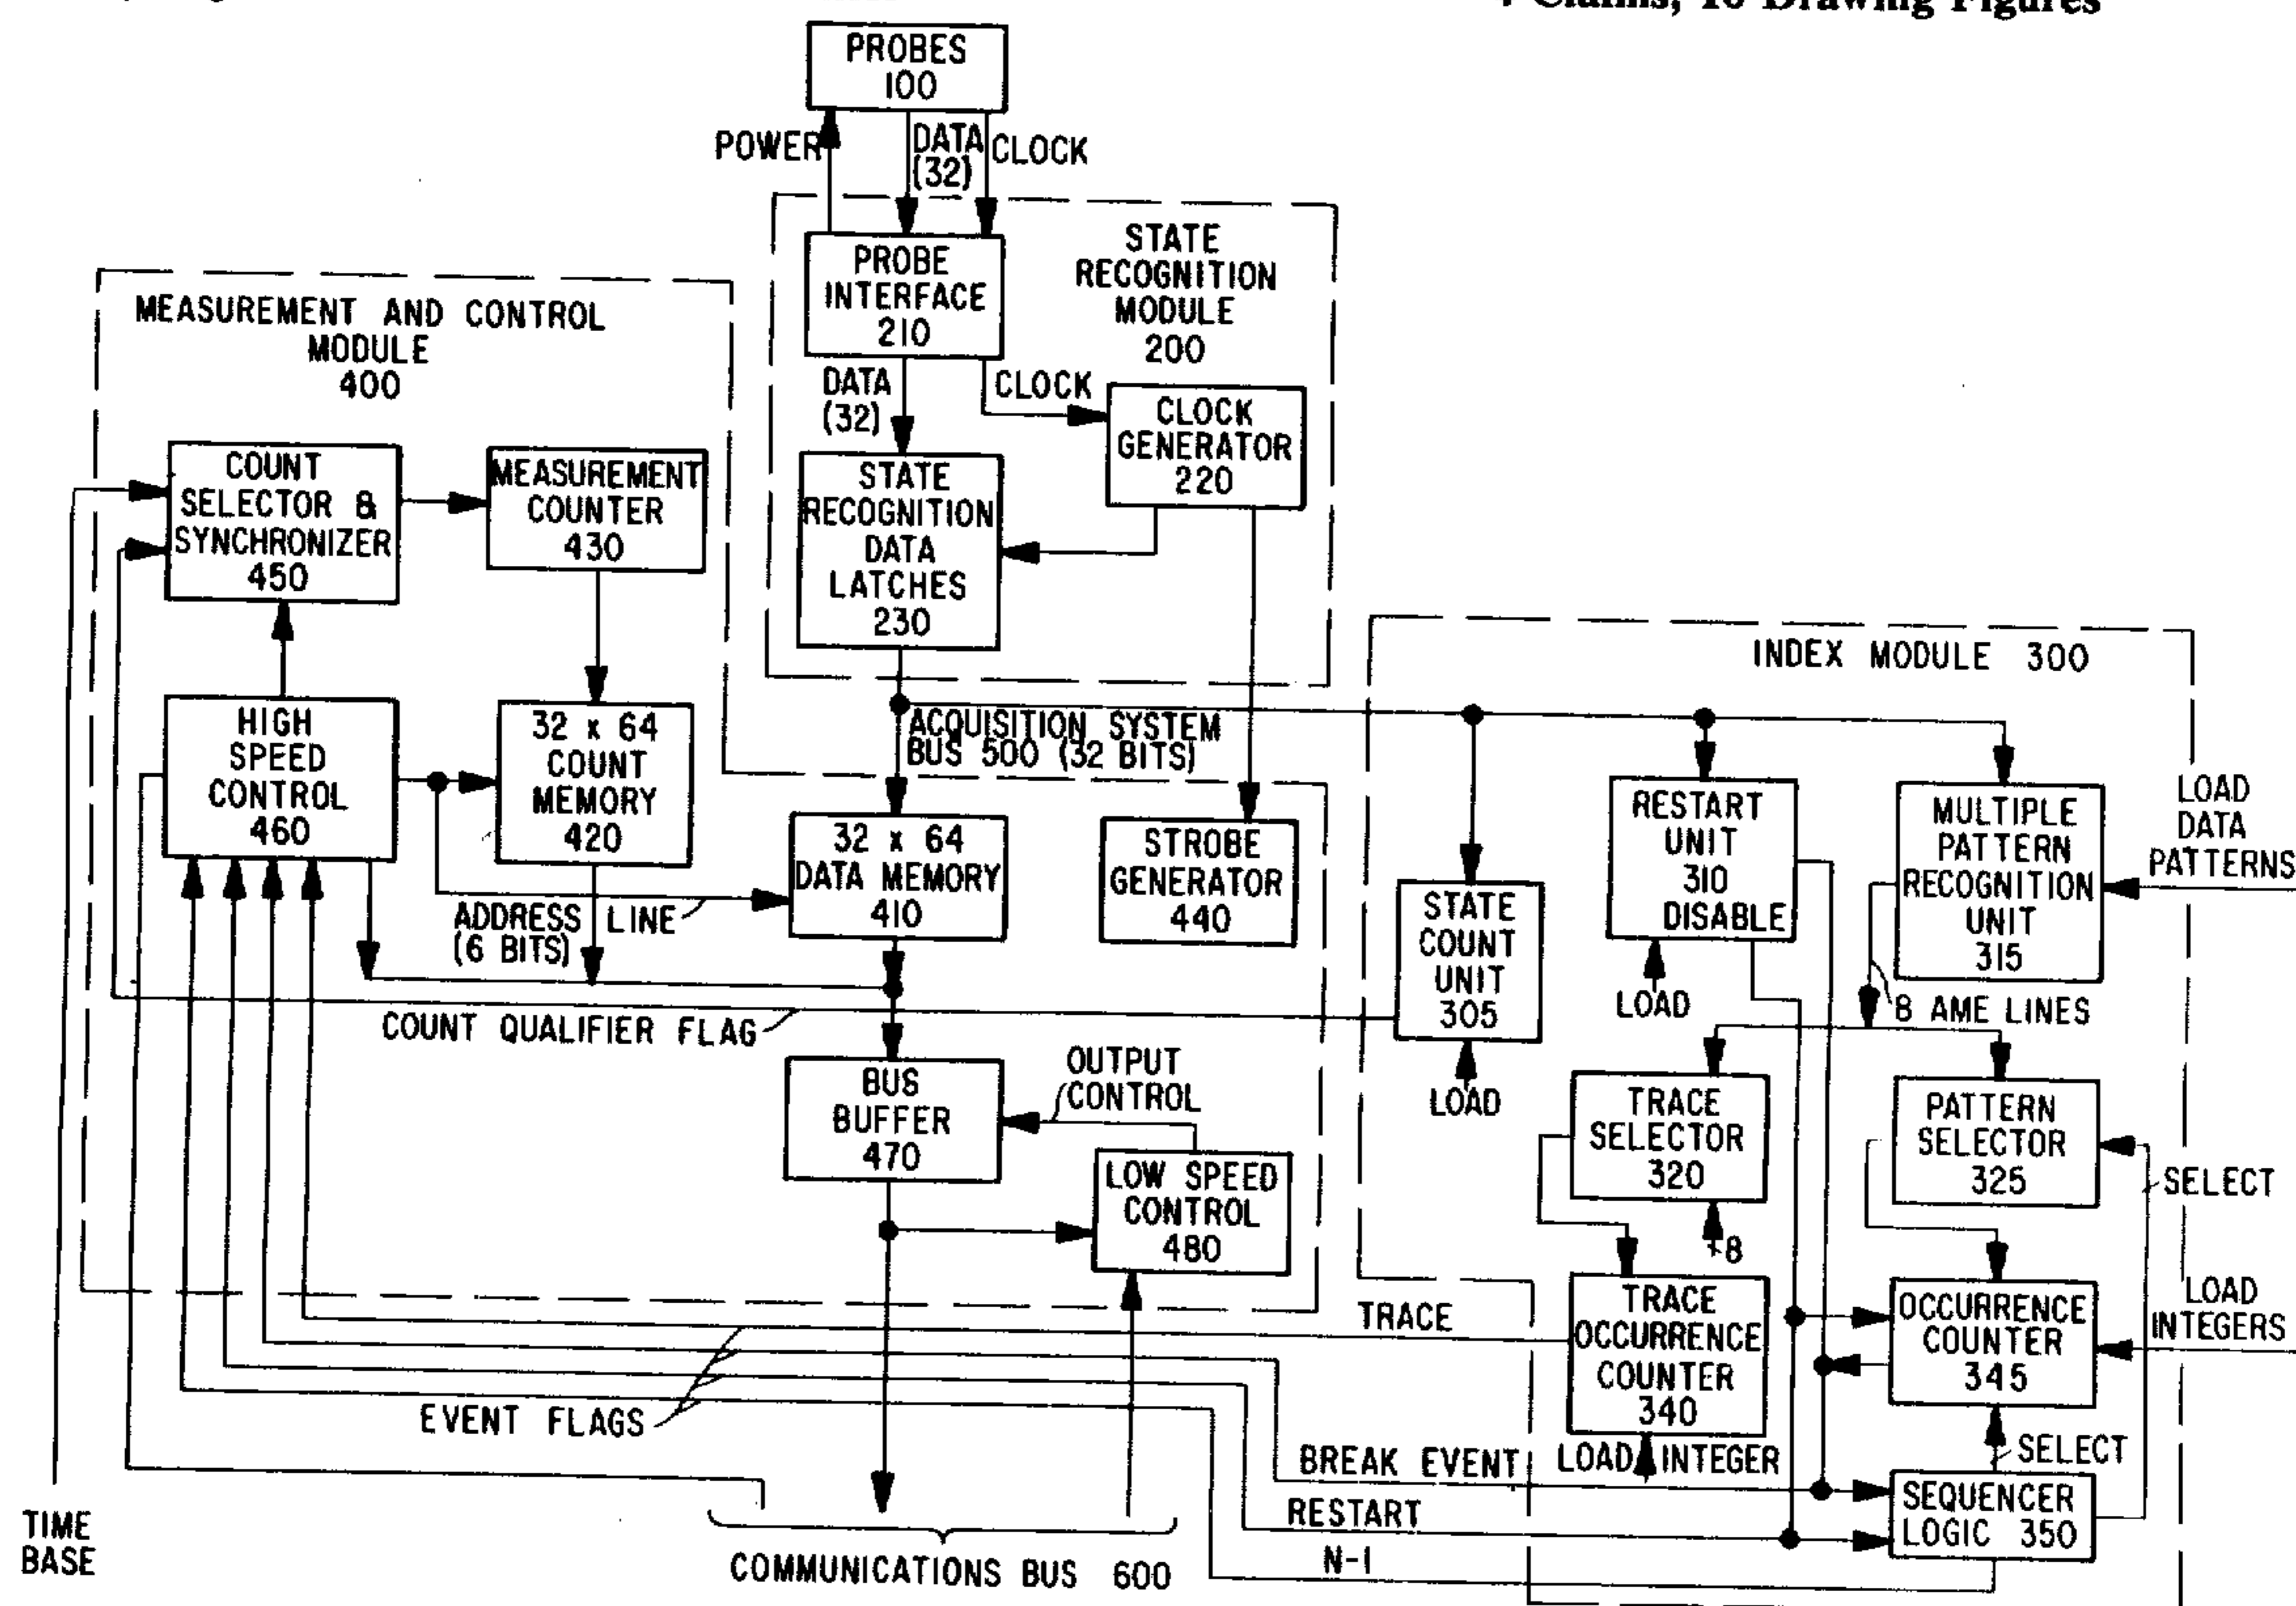 Claims, 10 Drawing Figures
PROBES
100
POWER
DATA
(32)
CLOCK
STATE
RECOGNITION
MODULE
200
PROBE
INTERFACE
210
MEASUREMENT AND CONTROL
MODULE
400
DATA
(32)
CLOCK
CLOCK
GENERATOR
220
COUNT
SELECTOR &
SYNCHRONIZER
450
MEASUREMENT
COUNTER
430
STATE
RECOGNITION
DATA
LATCHES
230
INDEX MODULE 300
HIGH
SPEED
CONTROL
460
32 x 64
COUNT
MEMORY
420
ACQUISITION SYSTEM
BUS 500 (32 BITS)
32 x 64
DATA MEMORY
410
STROBE
GENERATOR
440
ADDRESS LINE
(6 BITS)
STATE
COUNT
UNIT
305
LOAD
RESTART
UNIT
310
DISABLE
LOAD
MULTIPLE
PATTERN
RECOGNITION
UNIT
315
LOAD
DATA
PATTERNS
8 AME LINES
COUNT QUALIFIER FLAG
BUS
BUFFER
470
OUTPUT
CONTROL
LOW SPEED
CONTROL
480
TRACE
SELECTOR
320
8
PATTERN
SELECTOR
325
SELECT
TRACE
TRACE
OCCURRENCE
COUNTER
340
LOAD INTEGER
OCCURRENCE
COUNTER
345
LOAD
INTEGERS
SELECT
EVENT FLAGS
BREAK EVENT
RESTART
N-1
SEQUENCER
LOGIC 350
TIME
BASE
COMMUNICATIONS BUS 600